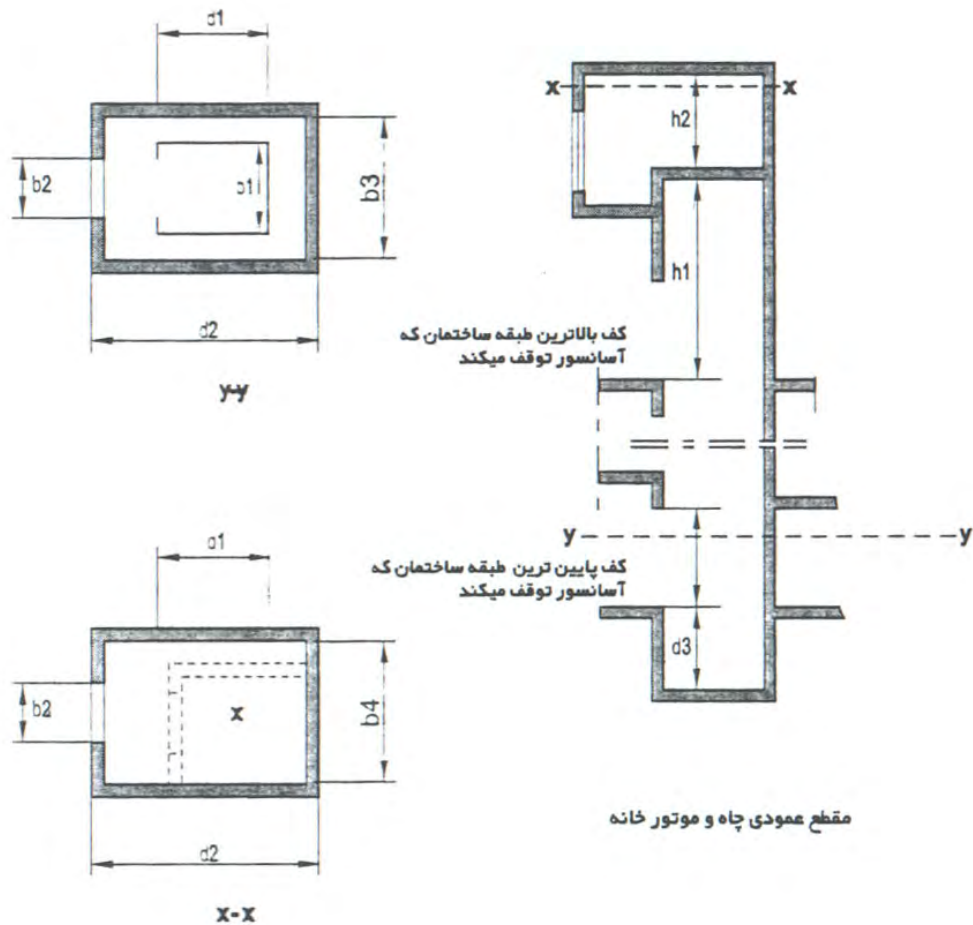 d1
b2
b1
b3
d2
y-y
x
x
h2
h1
کف بالاترین طبقه ساختمان که
آسانسور توقف میکند
y
y
کف پایین ترین طبقه ساختمان که
آسانسور توقف میکند
d3
d1
b2
x
b4
d2
x-x
مقطع عمودی چاه و موتور خانه